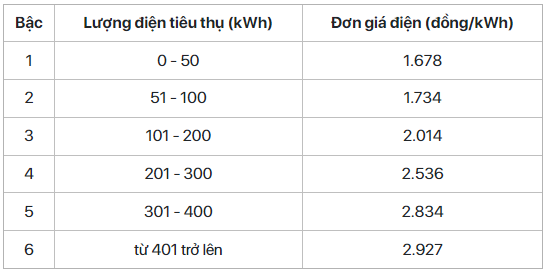 Bậc Lượng điện tiêu thụ (kWh) Đơn giá điện (đồng/kWh)
1 0 - 50 1.678
2 51 - 100 1.734
3 101 - 200 2.014
4 201 - 300 2.536
5 301 - 400 2.834
6 từ 401 trở lên 2.927